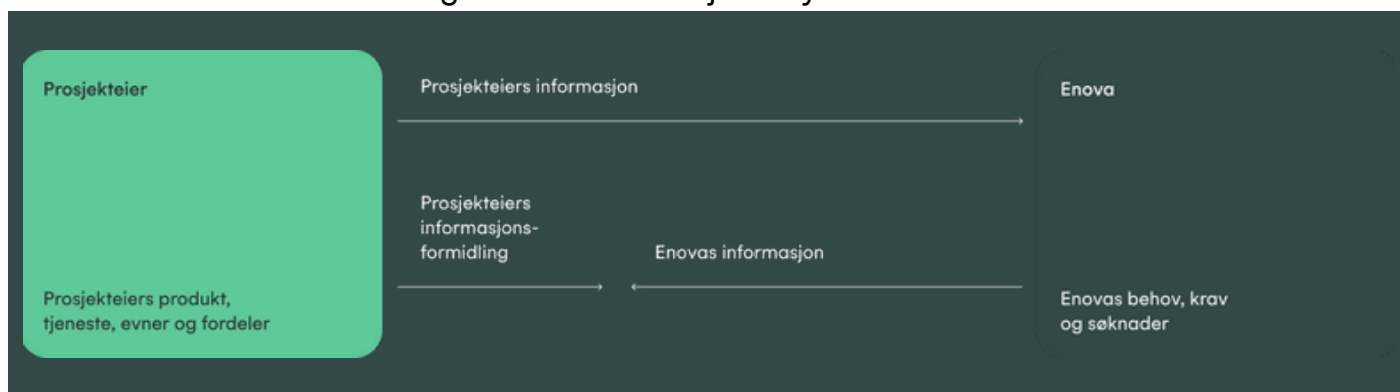 Prosjekteier
Prosjekteiers informasjon
Enova
Prosjekteiers
informasjons-
formidling
Enovas informasjon
Prosjekteiers produkt,
tjeneste, evner og fordeler
Enovas behov, krav
og søknader